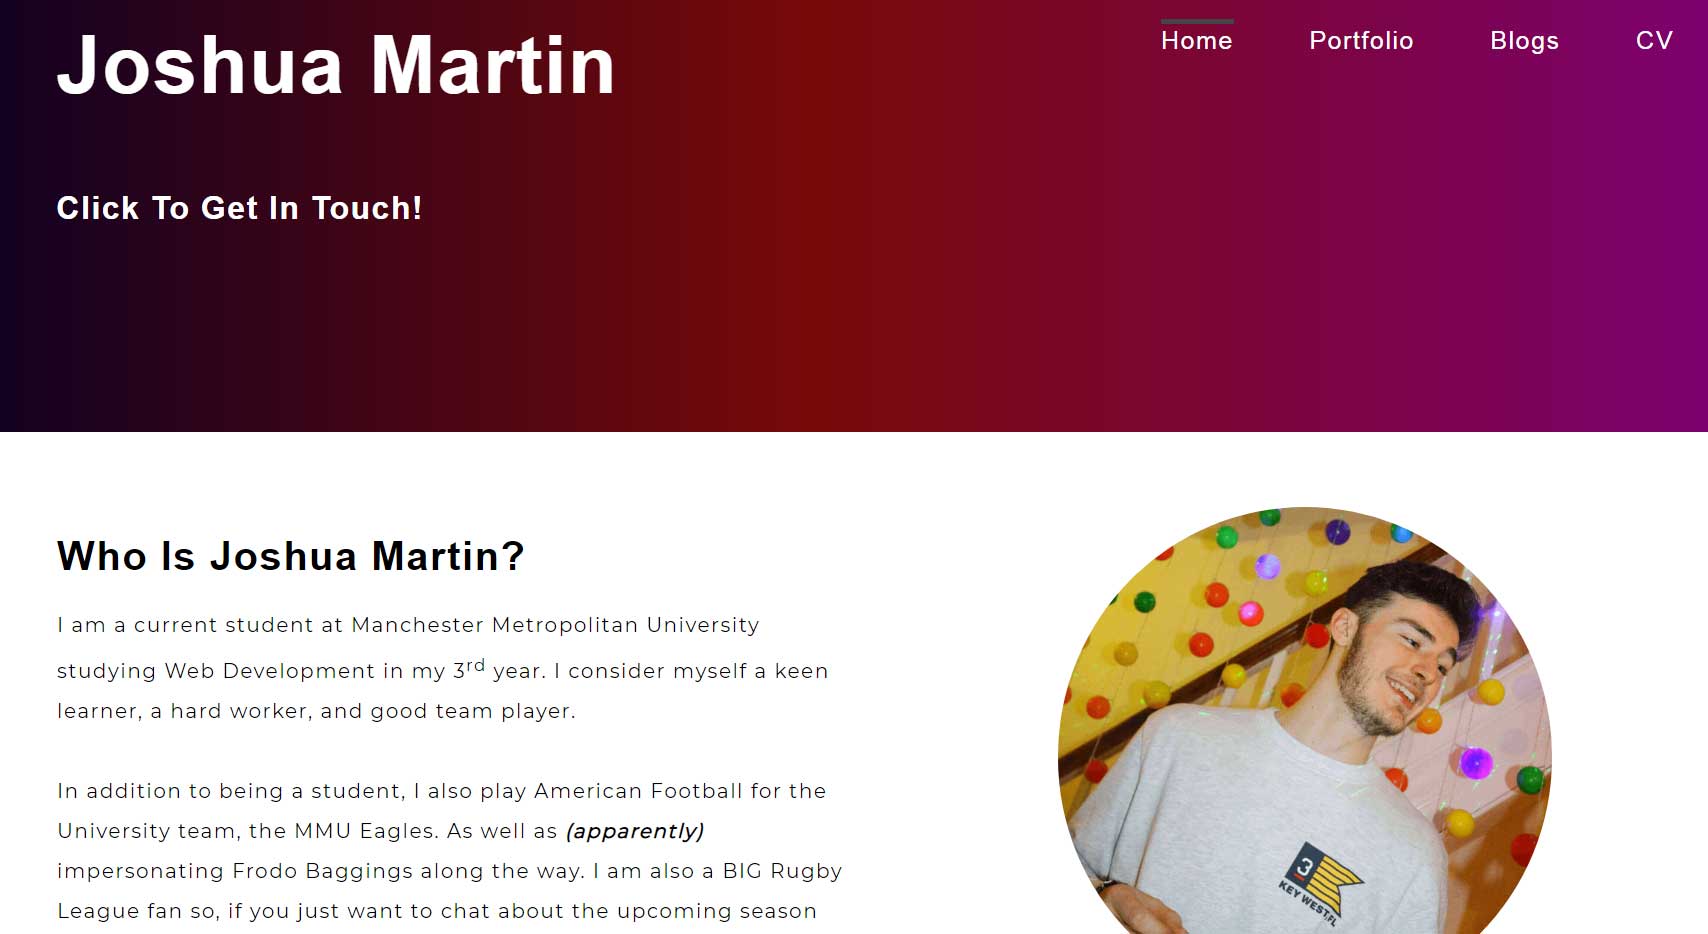 Joshua Martin
Home Portfolio Blogs CV
Click To Get In Touch!
Who Is Joshua Martin?
I am a current student at Manchester Metropolitan University
studying Web Development in my 3rd year. I consider myself a keen
learner, a hard worker, and good team player.
In addition to being a student, I also play American Football for the
University team, the MMU Eagles. As well as (apparently)
impersonating Frodo Baggings along the way. I am also a BIG Rugby
League fan so, if you just want to chat about the upcoming season
3
KEY WEST, FL